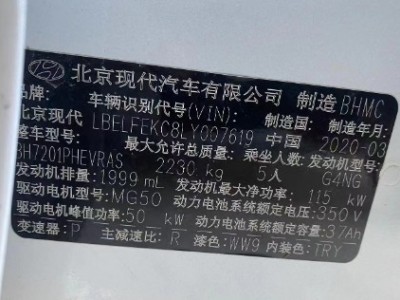 北京现代汽车有限公司 制造 BHMC
品牌: 车辆识别代号(VIN): 制造国: 制造年月:
北京现代 LBELFEKC8LY007619 中国 2020-03
型号: 最大允许总质量: 乘坐人数: 发动机型号:
BH7201PHEVRAS 2230 kg 5人 G4NG
发动机排量: 1999 mL 发动机最大净功率: 115 kW
驱动电机型号: MG50 动力电池系统额定电压: 350 V
驱动电机峰值功率: 50 kW 动力电池系统额定容量: 37Ah
变速器: P 主减速比: R 漆色: WW9 内装色: TRY